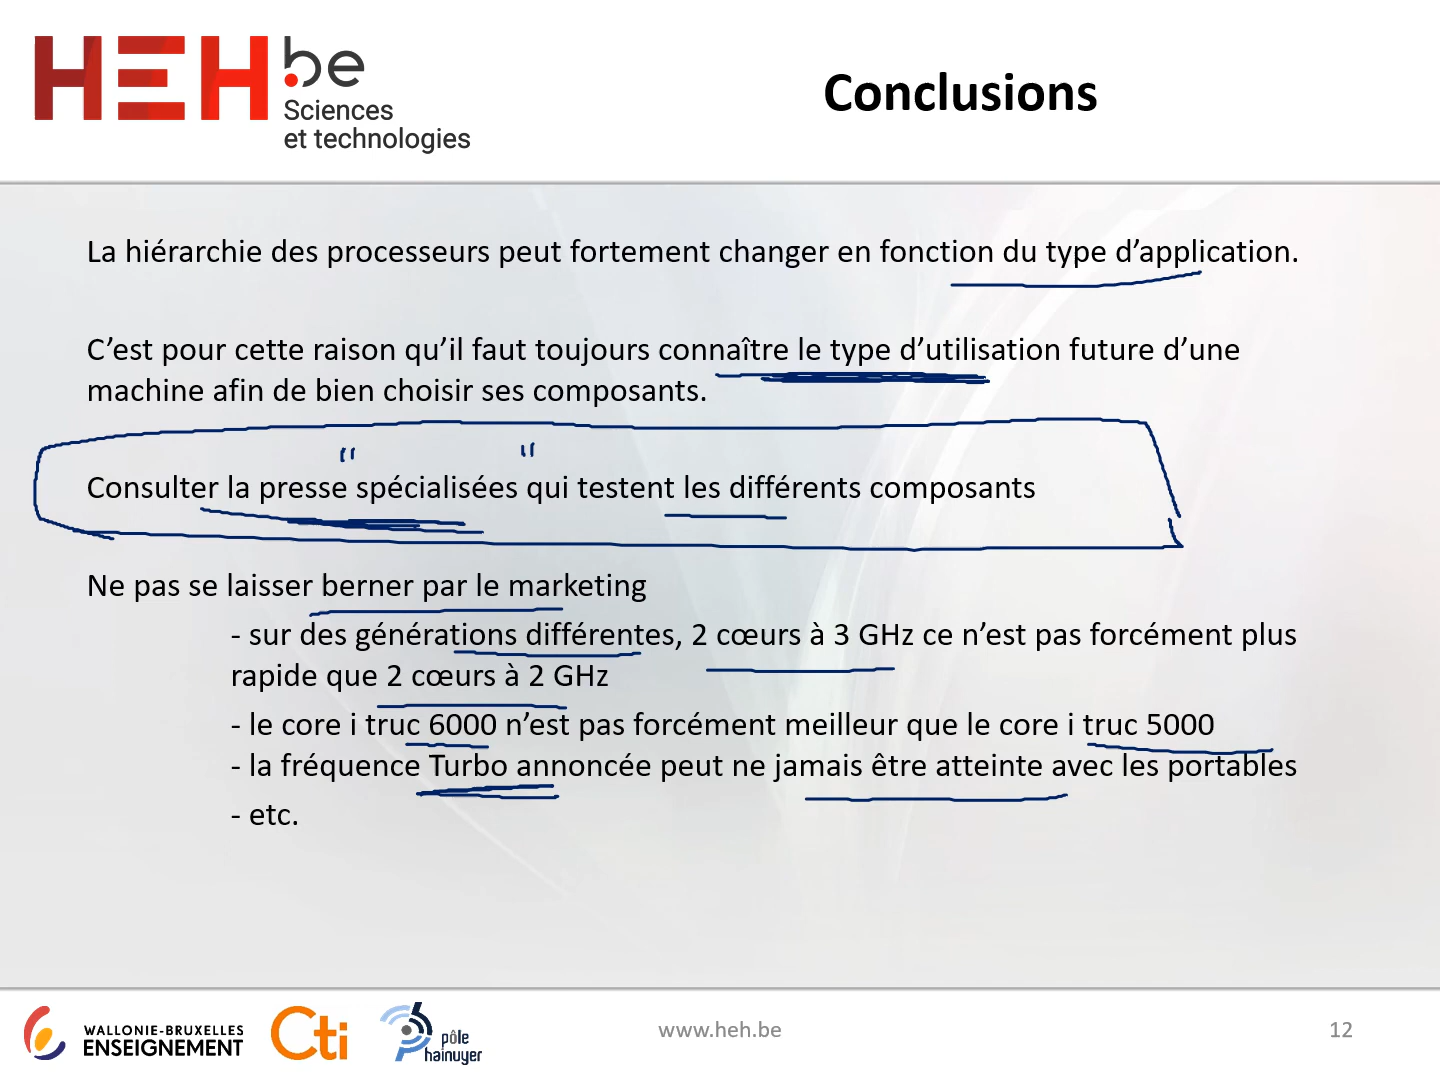 HEH.be
Sciences
et technologies
Conclusions
La hiérarchie des processeurs peut fortement changer en fonction du type d’application.
C’est pour cette raison qu’il faut toujours connaître le type d’utilisation future d’une
machine afin de bien choisir ses composants.
" "
Consulter la presse spécialisées qui testent les différents composants
Ne pas se laisser berner par le marketing
- sur des générations différentes, 2 cœurs à 3 GHz ce n’est pas forcément plus
rapide que 2 cœurs à 2 GHz
- le core i truc 6000 n’est pas forcément meilleur que le core i truc 5000
- la fréquence Turbo annoncée peut ne jamais être atteinte avec les portables
- etc.
WALLONIE-BRUXELLES
ENSEIGNEMENT
Cti
pôle
hainuyer
www.heh.be
12